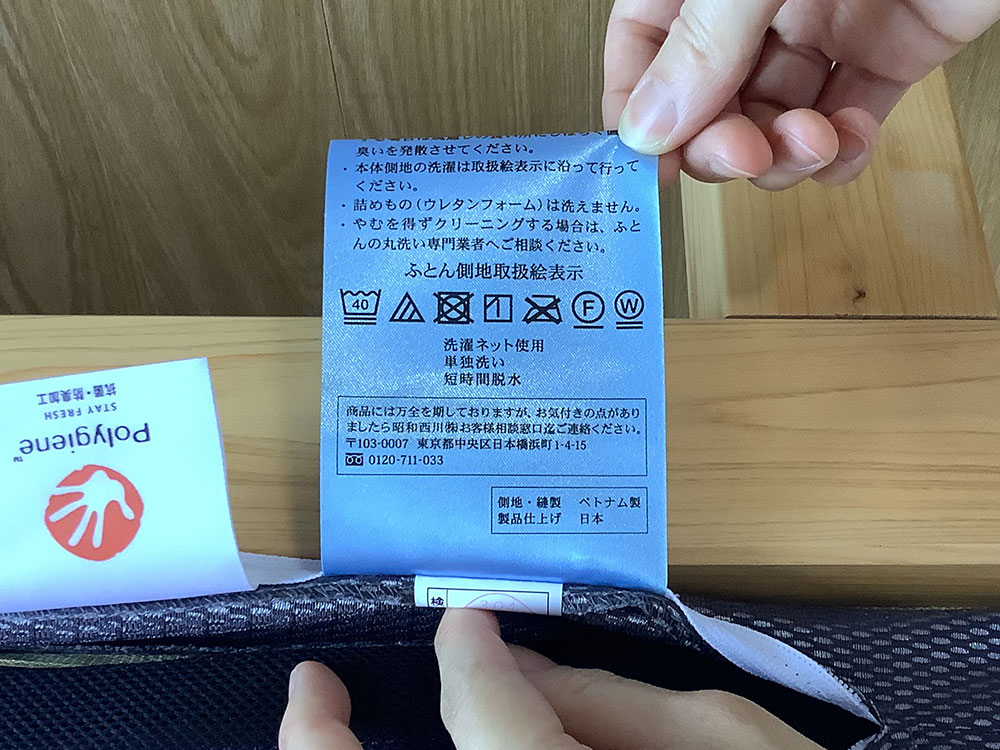 臭いを発散させてください。
・本体側地の洗濯は取扱絵表示に沿って行って
ください。
・詰めもの(ウレタンフォーム)は洗えません。
・やむを得ずクリーニングする場合は、ふと
んの丸洗い専門業者へご相談ください。
ふとん側地取扱絵表示
40
F
W
洗濯ネット使用
単独洗い
短時間脱水
商品には万全を期しておりますが、お気付きの点があり
ましたら昭和西川㈱お客様相談窓口迄ご連絡ください。
〒103-0007 東京都中央区日本橋浜町1-4-15
0120-711-033
側地・縫製 ベトナム製
製品仕上げ 日本
検
Polygiene™
STAY FRESH
抗菌・防臭加工